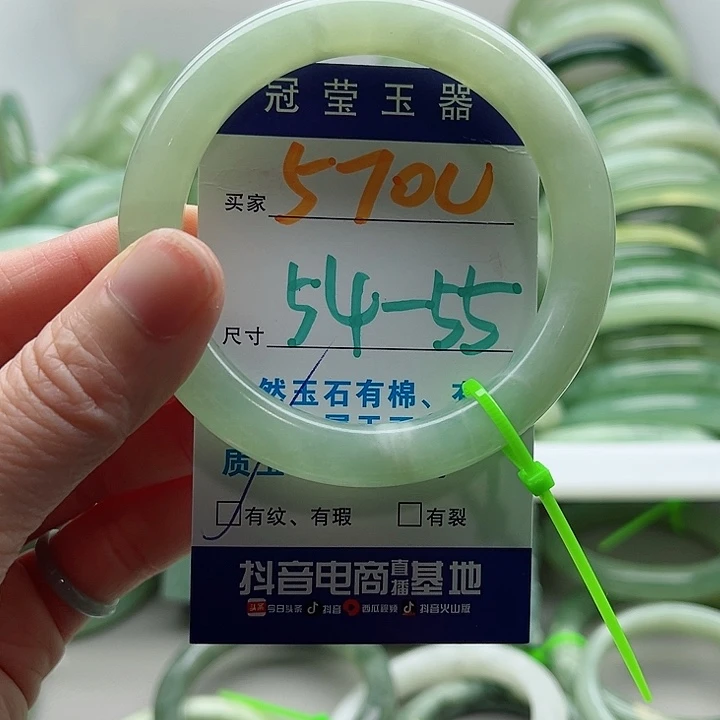 冠莹玉器
买家 570U
尺寸 54-55
然玉石有棉、
质
有纹、有瑕 有裂
抖音电商直播基地
头条 今日头条 抖音 西瓜视频 抖音火山版